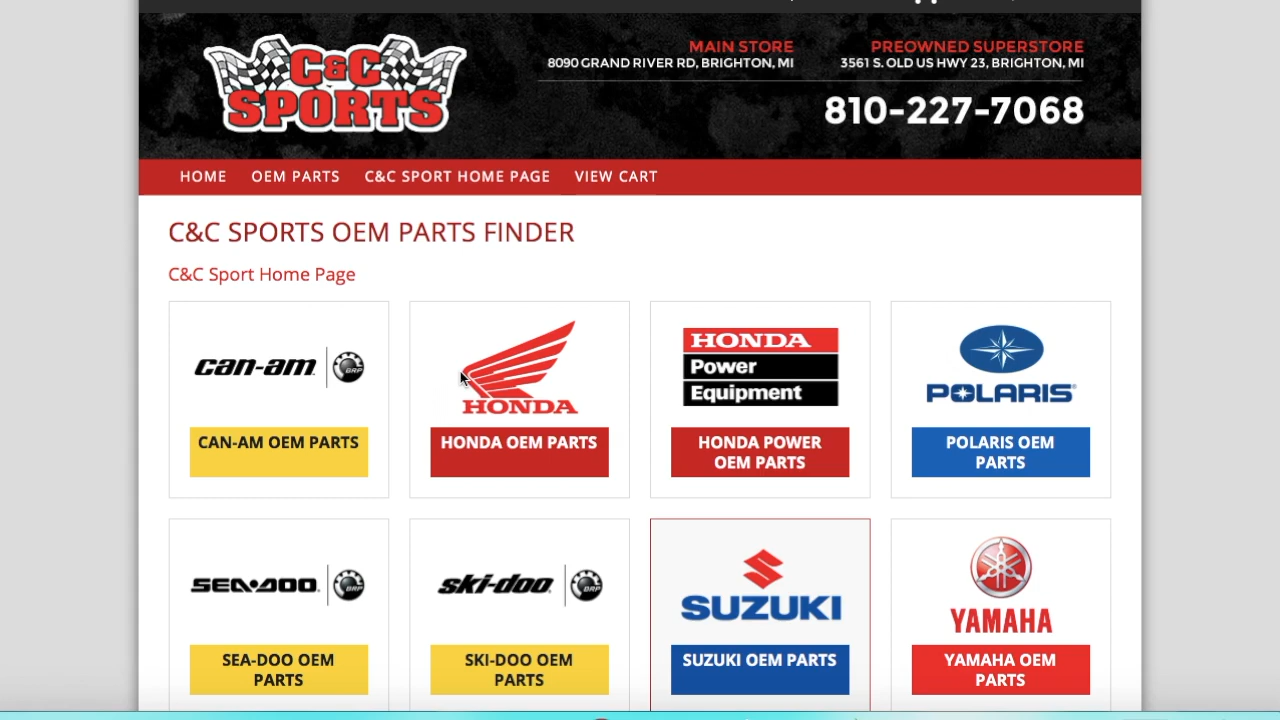 C&C
SPORTS
MAIN STORE
8090 GRAND RIVER RD, BRIGHTON, MI
PREOWNED SUPERSTORE
3561 S. OLD US HWY 23, BRIGHTON, MI
810-227-7068
HOME OEM PARTS C&C SPORT HOME PAGE VIEW CART
C&C SPORTS OEM PARTS FINDER
C&C Sport Home Page
can-am BRP
CAN-AM OEM PARTS
HONDA
HONDA OEM PARTS
HONDA
Power
Equipment
HONDA POWER
OEM PARTS
POLARIS
POLARIS OEM
PARTS
SEA-DOO BRP
SEA-DOO OEM
PARTS
ski-doo BRP
SKI-DOO OEM
PARTS
SUZUKI
SUZUKI OEM PARTS
YAMAHA
YAMAHA OEM
PARTS